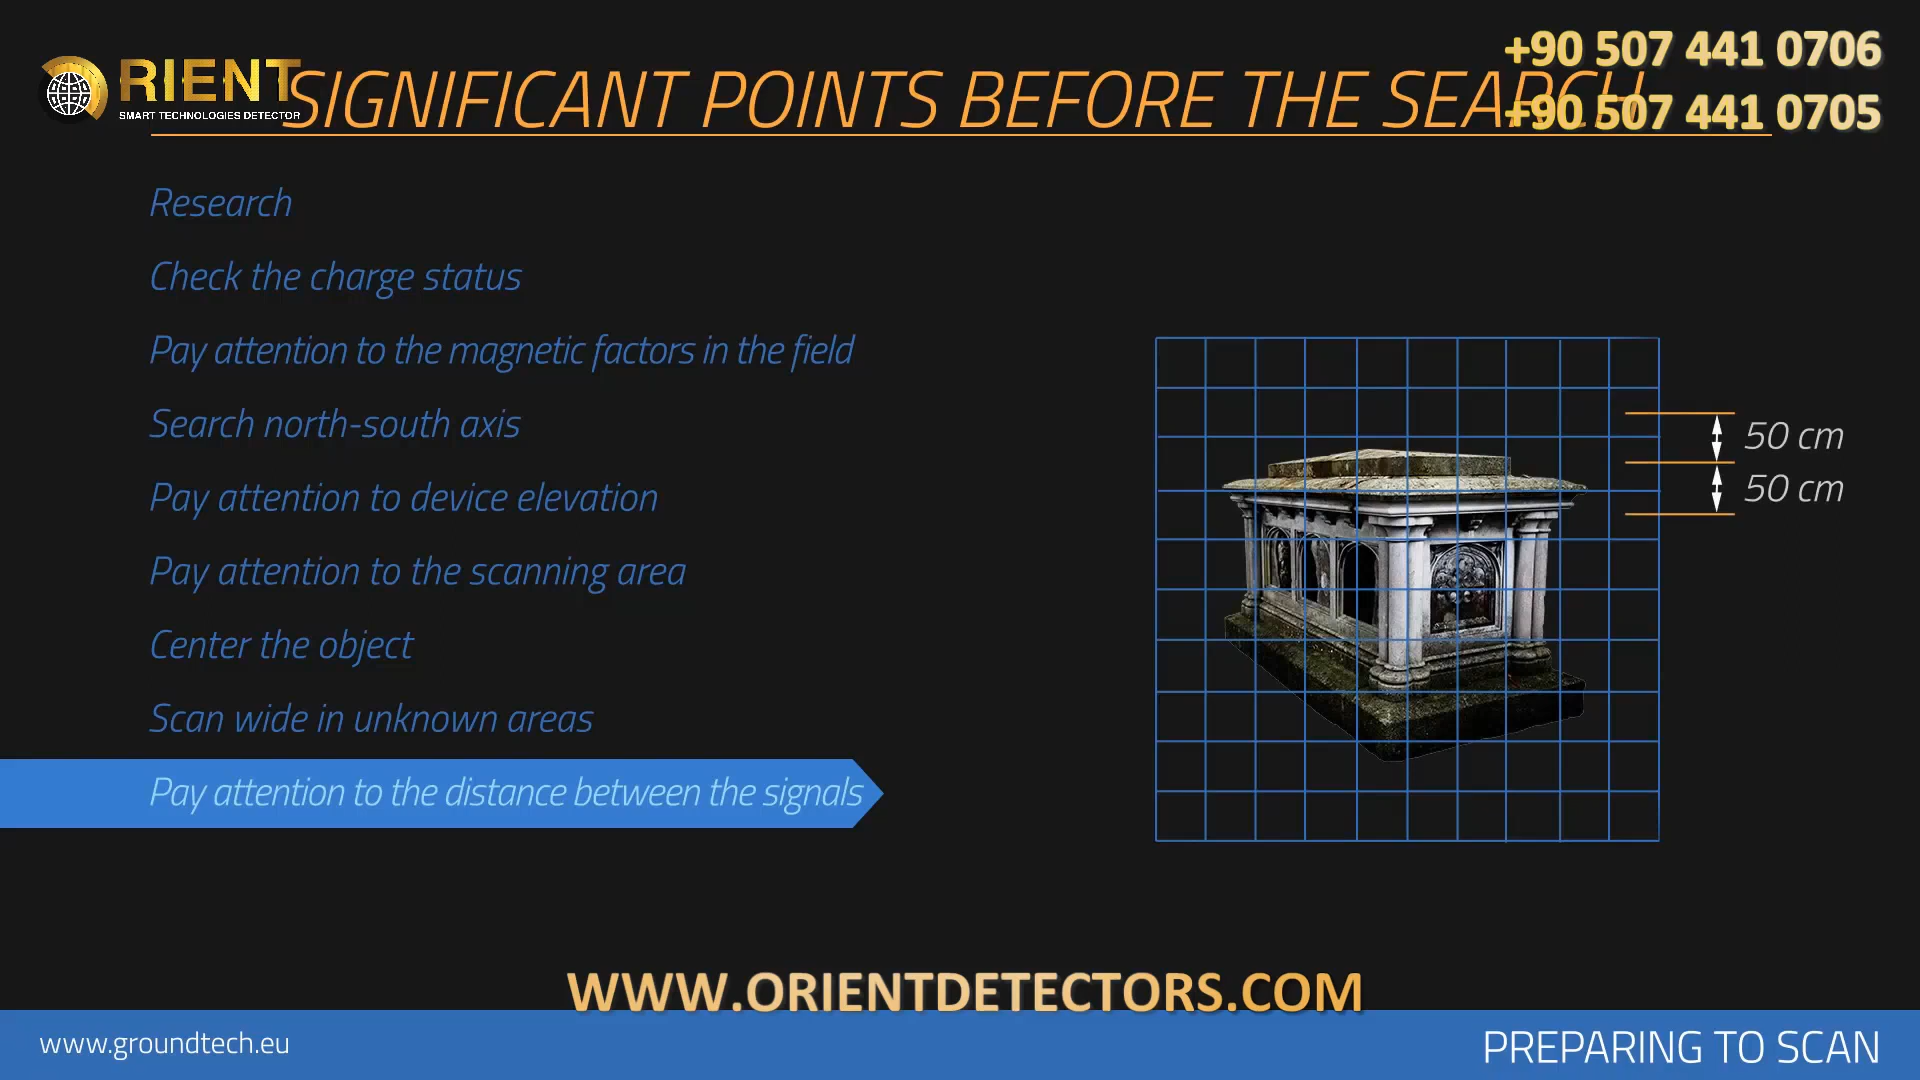 ORIENT
SMART TECHNOLOGIES DETECTOR
SIGNIFICANT POINTS BEFORE THE SEARCH
+90 507 441 0706
+90 507 441 0705
Research
Check the charge status
Pay attention to the magnetic factors in the field
Search north-south axis
Pay attention to device elevation
Pay attention to the scanning area
Center the object
Scan wide in unknown areas
Pay attention to the distance between the signals
50 cm
50 cm
WWW.ORIENTDETECTORS.COM
www.groundtech.eu
PREPARING TO SCAN